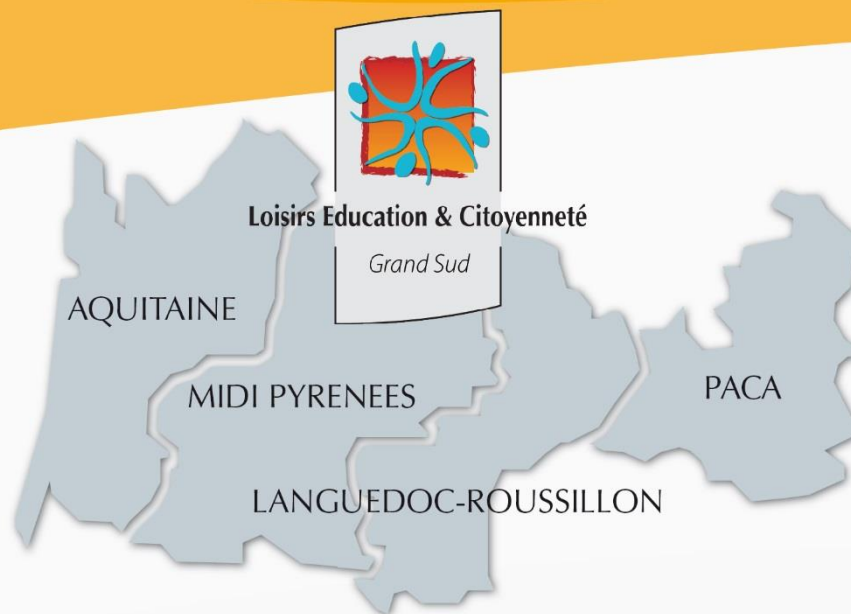 Loisirs Education & Citoyenneté
Grand Sud
AQUITAINE
MIDI PYRENEES
PACA
LANGUEDOC-ROUSSILLON